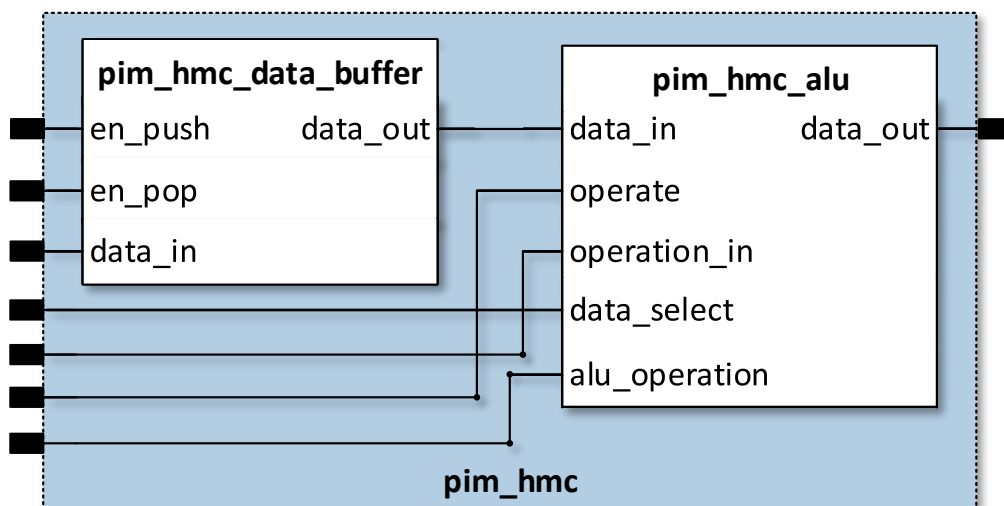 pim_hmc_data_buffer
en_push data_out
en_pop
data_in
pim_hmc_alu
data_in data_out
operate
operation_in
data_select
alu_operation
pim_hmc